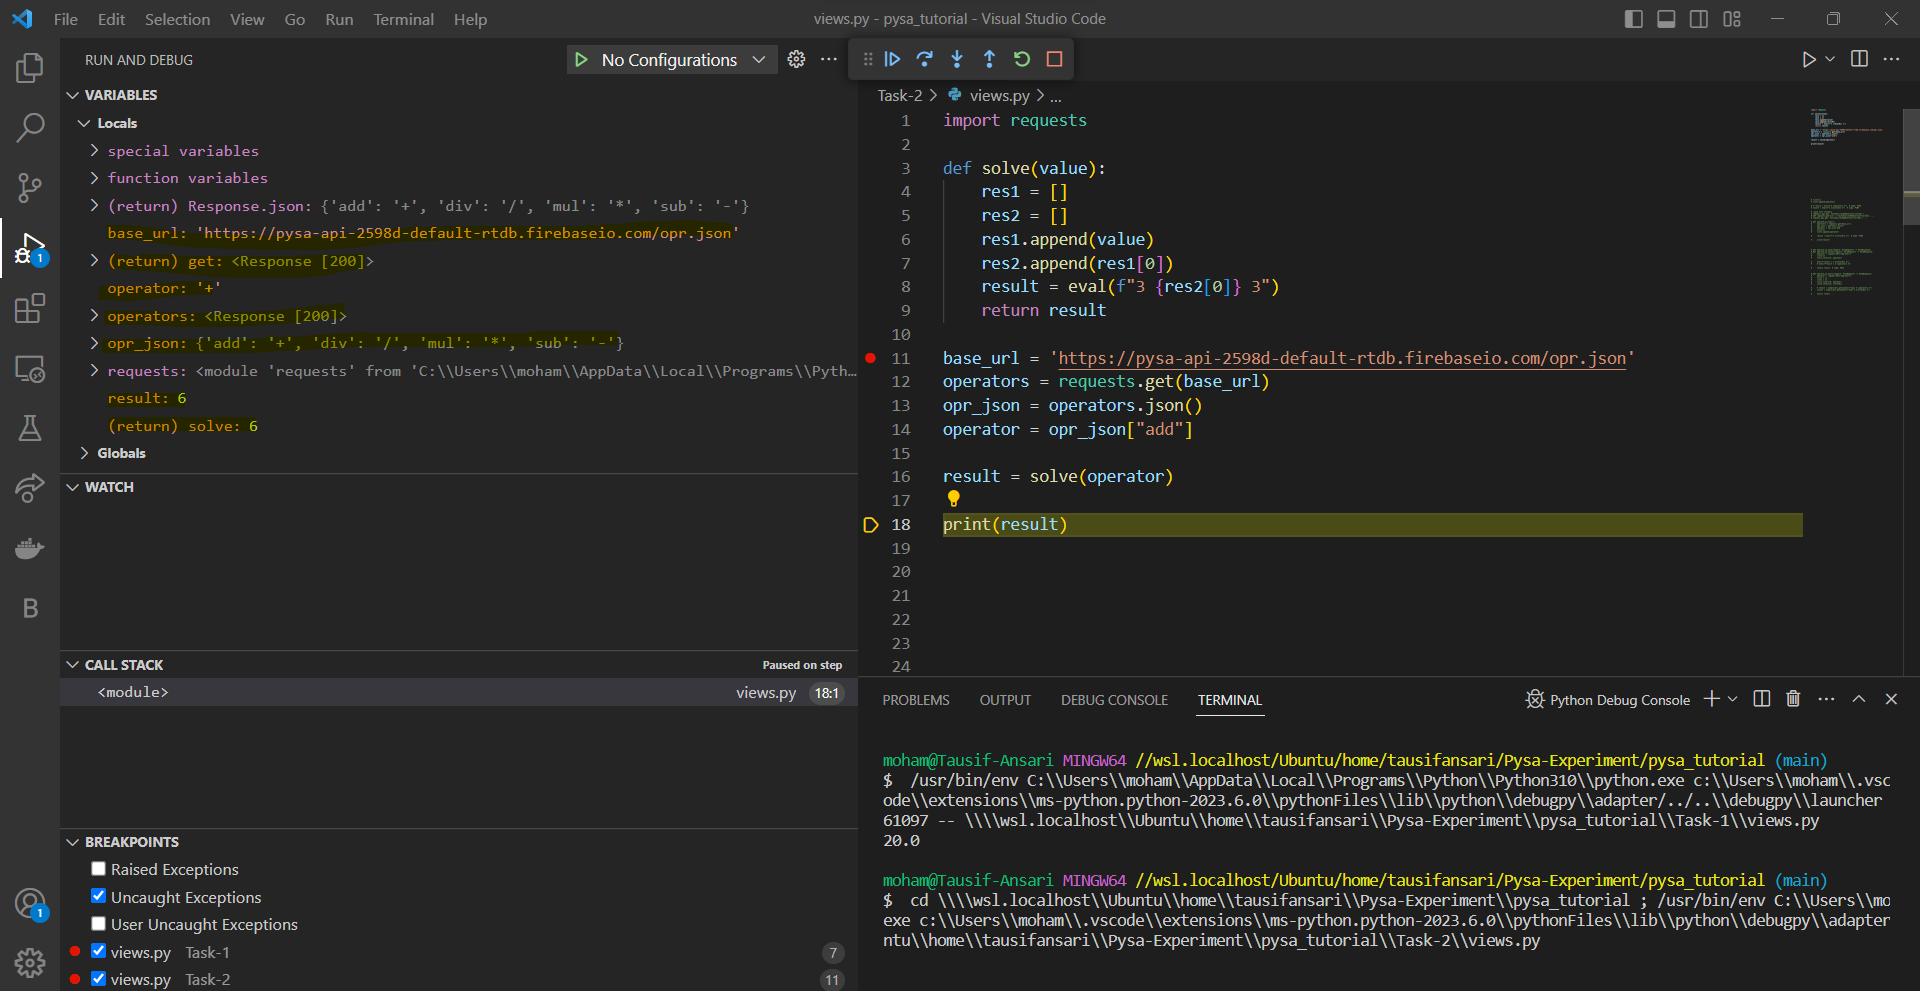 File Edit Selection View Go Run Terminal Help
views.py - pysa_tutorial - Visual Studio Code
RUN AND DEBUG
No Configurations
VARIABLES
Locals
special variables
function variables
(return) Response.json: {'add': '+', 'div': '/', 'mul': '*', 'sub': '-'}
base_url: 'https://pysa-api-2598d-default-rtdb.firebaseio.com/opr.json'
(return) get: <Response [200]>
operator: '+'
operators: <Response [200]>
opr_json: {'add': '+', 'div': '/', 'mul': '*', 'sub': '-'}
requests: <module 'requests' from 'C:\\Users\\moham\\AppData\\Local\\Programs\\Pyth…
result: 6
(return) solve: 6
Globals
WATCH
CALL STACK
Paused on step
<module>
views.py 18:1
BREAKPOINTS
Raised Exceptions
Uncaught Exceptions
User Uncaught Exceptions
views.py Task-1 7
views.py Task-2 11
1
1
B
Task-2 > views.py > ...
1 import requests
2
3 def solve(value):
4 res1 = []
5 res2 = []
6 res1.append(value)
7 res2.append(res1[0])
8 result = eval(f"3 {res2[0]} 3")
9 return result
10
11 base_url = 'https://pysa-api-2598d-default-rtdb.firebaseio.com/opr.json'
12 operators = requests.get(base_url)
13 opr_json = operators.json()
14 operator = opr_json["add"]
15
16 result = solve(operator)
17
18 print(result)
19
20
21
22
23
24
PROBLEMS OUTPUT DEBUG CONSOLE TERMINAL
Python Debug Console
moham@Tausif-Ansari MINGW64 //wsl.localhost/Ubuntu/home/tausifansari/Pysa-Experiment/pysa_tutorial (main)
$ /usr/bin/env C:\\Users\\moham\\AppData\\Local\\Programs\\Python\\Python310\\python.exe c:\\Users\\moham\\.vsc
ode\\extensions\\ms-python.python-2023.6.0\\pythonFiles\\lib\\python\\debugpy\\adapter/../..\\debugpy\\launcher
61097 -- \\\\wsl.localhost\\Ubuntu\\home\\tausifansari\\Pysa-Experiment\\pysa_tutorial\\Task-1\\views.py
20.0
moham@Tausif-Ansari MINGW64 //wsl.localhost/Ubuntu/home/tausifansari/Pysa-Experiment/pysa_tutorial (main)
$ cd \\\\wsl.localhost\\Ubuntu\\home\\tausifansari\\Pysa-Experiment\\pysa_tutorial ; /usr/bin/env C:\\Users\\mo
exe c:\\Users\\moham\\.vscode\\extensions\\ms-python.python-2023.6.0\\pythonFiles\\lib\\python\\debugpy\\adapter
ntu\\home\\tausifansari\\Pysa-Experiment\\pysa_tutorial\\Task-2\\views.py